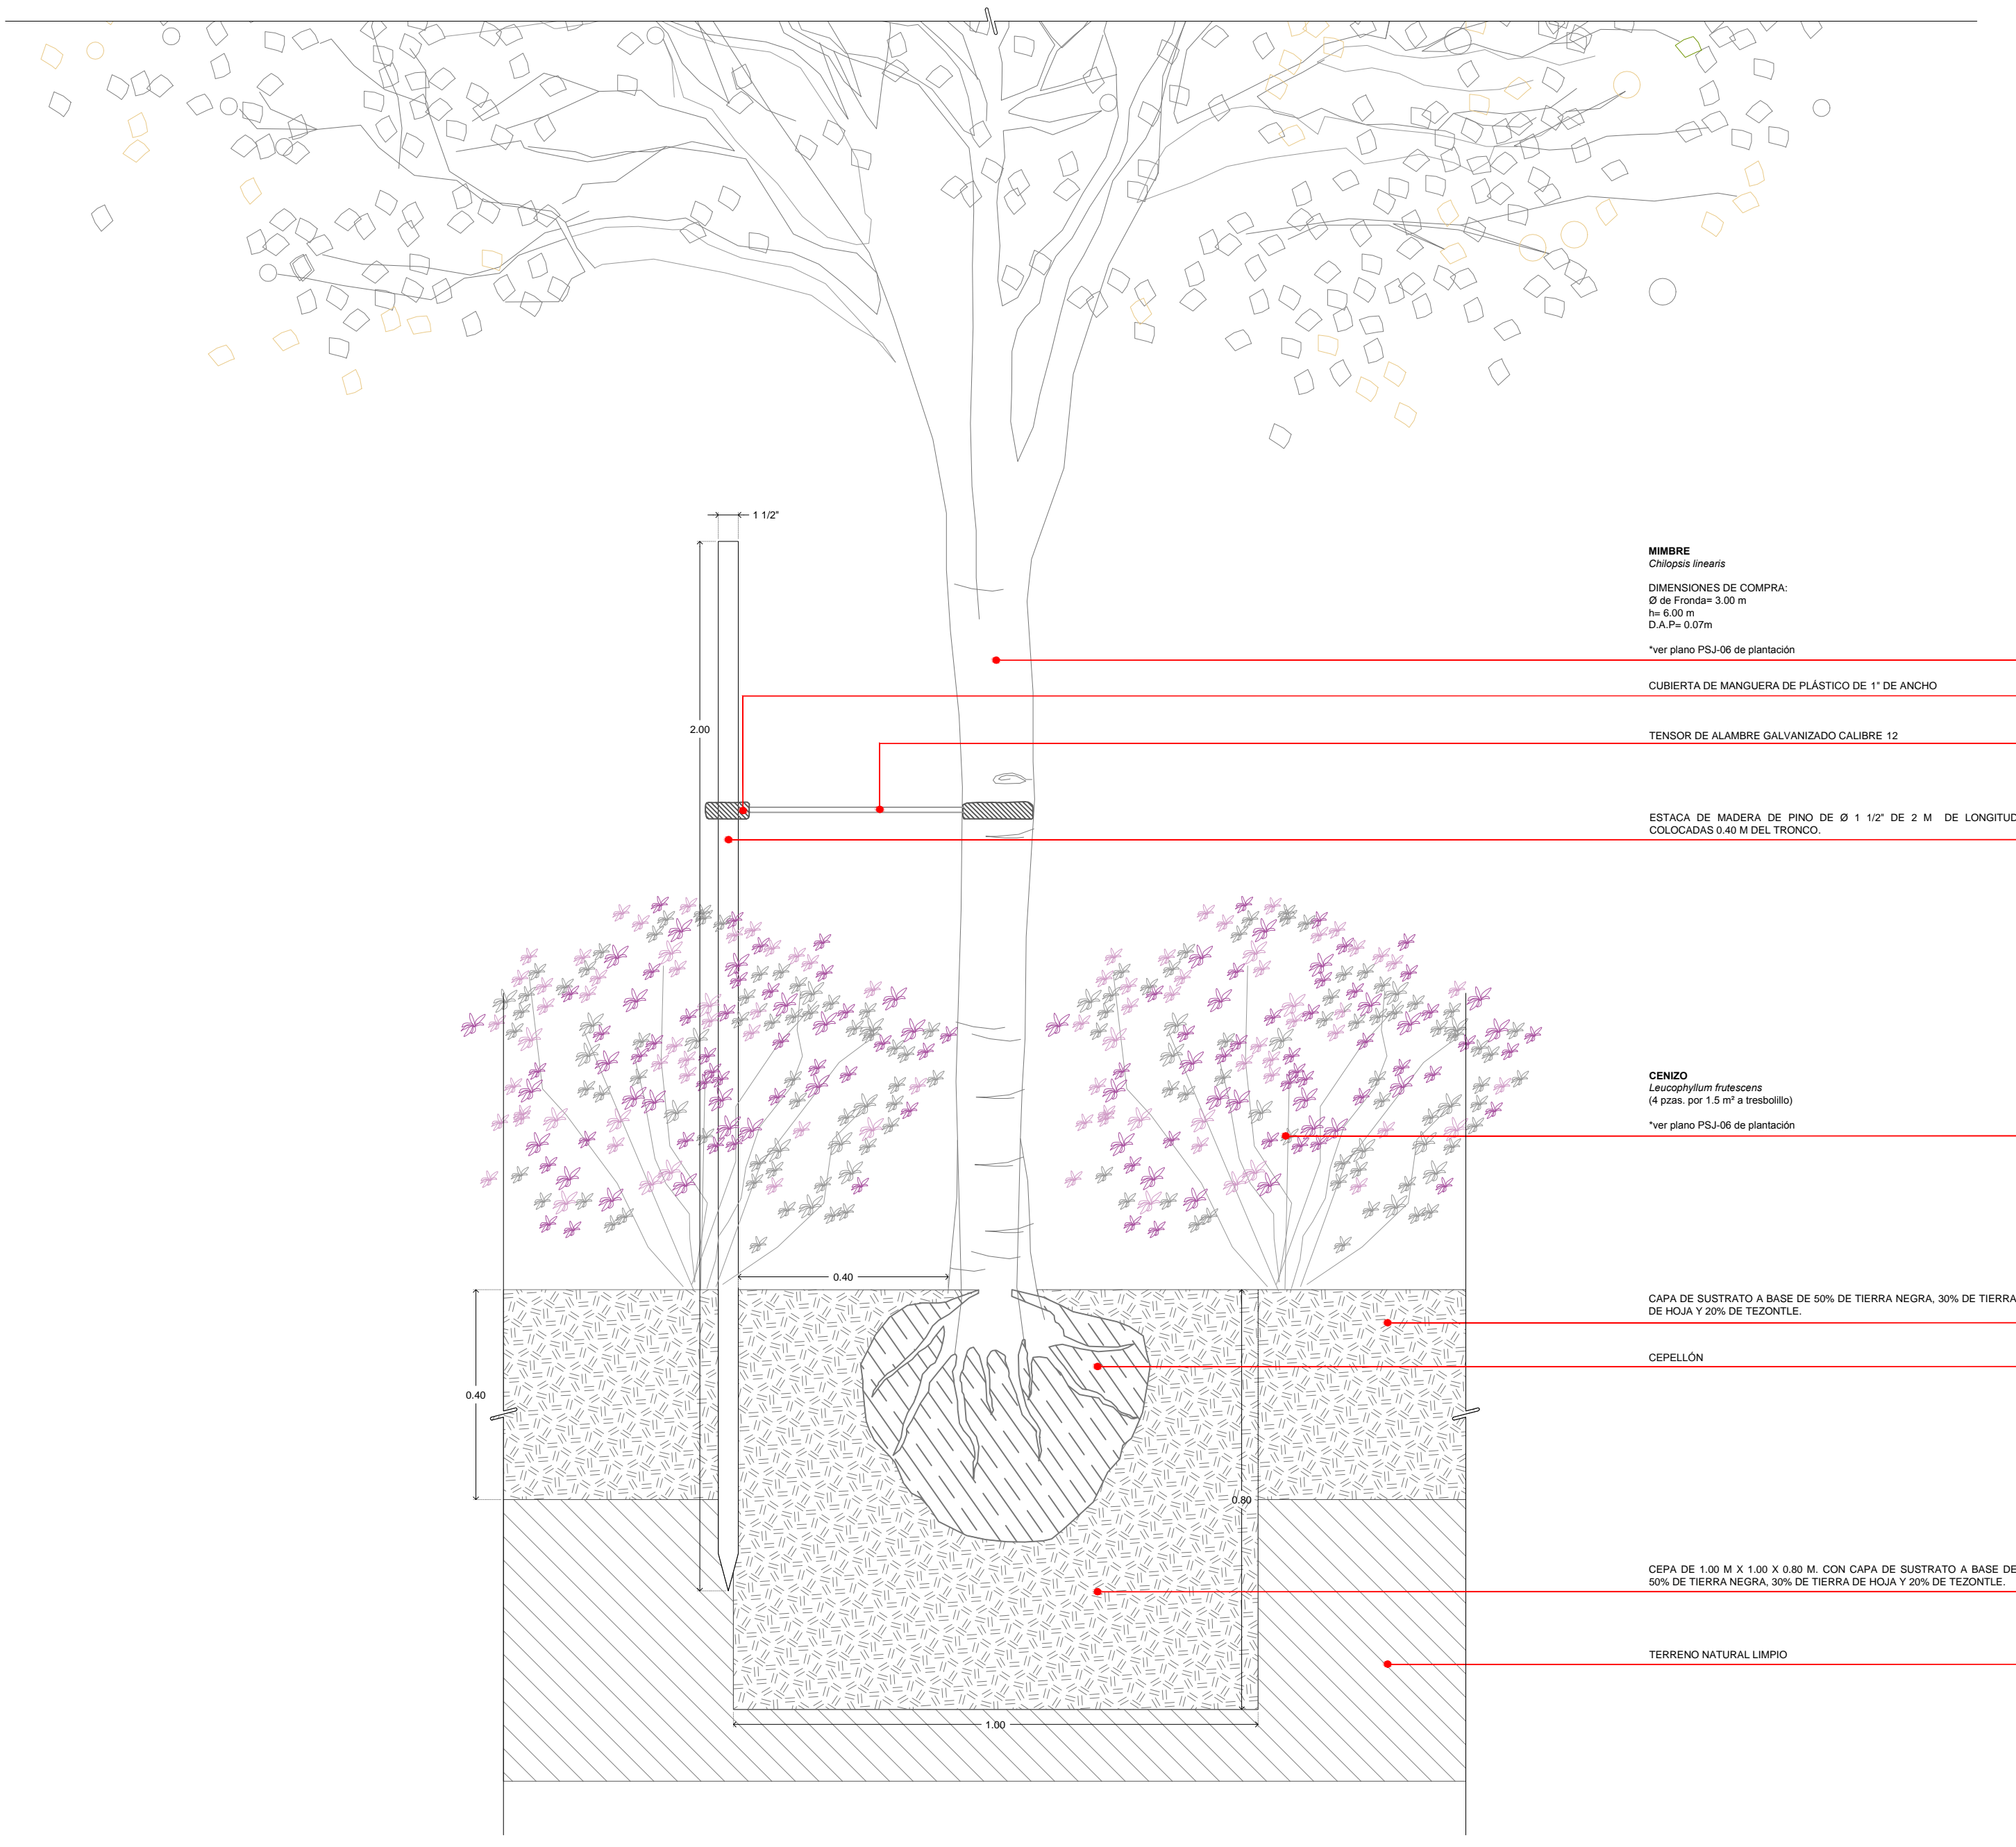 1 1/2"
MIMBRE
Chilopsis linearis
DIMENSIONES DE COMPRA:
Ø de Fronda= 3.00 m
h= 6.00 m
D.A.P= 0.07m
*ver plano PSJ-06 de plantación
CUBIERTA DE MANGUERA DE PLÁSTICO DE 1" DE ANCHO
2.00
TENSOR DE ALAMBRE GALVANIZADO CALIBRE 12
ESTACA DE MADERA DE PINO DE Ø 1 1/2" DE 2 M DE LONGITUD
COLOCADAS 0.40 M DEL TRONCO.
CENIZO
Leucophyllum frutescens
(4 pzas. por 1.5 m² a tresbolillo)
*ver plano PSJ-06 de plantación
0.40
CAPA DE SUSTRATO A BASE DE 50% DE TIERRA NEGRA, 30% DE TIERRA
DE HOJA Y 20% DE TEZONTLE.
CEPELLÓN
0.40
0.80
CEPA DE 1.00 M X 1.00 X 0.80 M. CON CAPA DE SUSTRATO A BASE DE
50% DE TIERRA NEGRA, 30% DE TIERRA DE HOJA Y 20% DE TEZONTLE.
TERRENO NATURAL LIMPIO
1.00